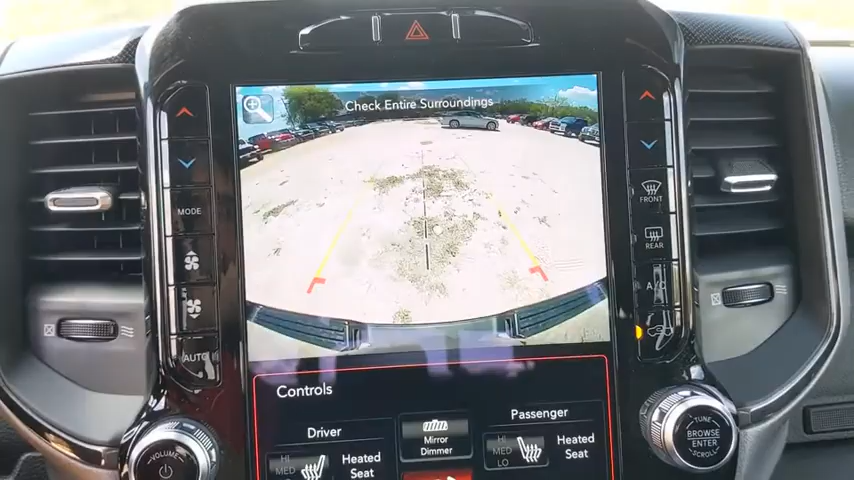 Check Entire Surroundings
MODE
AUTO
FRONT
REAR
A/C
Controls
Driver
Passenger
HI
MED
Heated
Seat
Mirror
Dimmer
HI
MED
LO
Heated
Seat
VOLUME
TUNE
BROWSE
ENTER
SCROLL